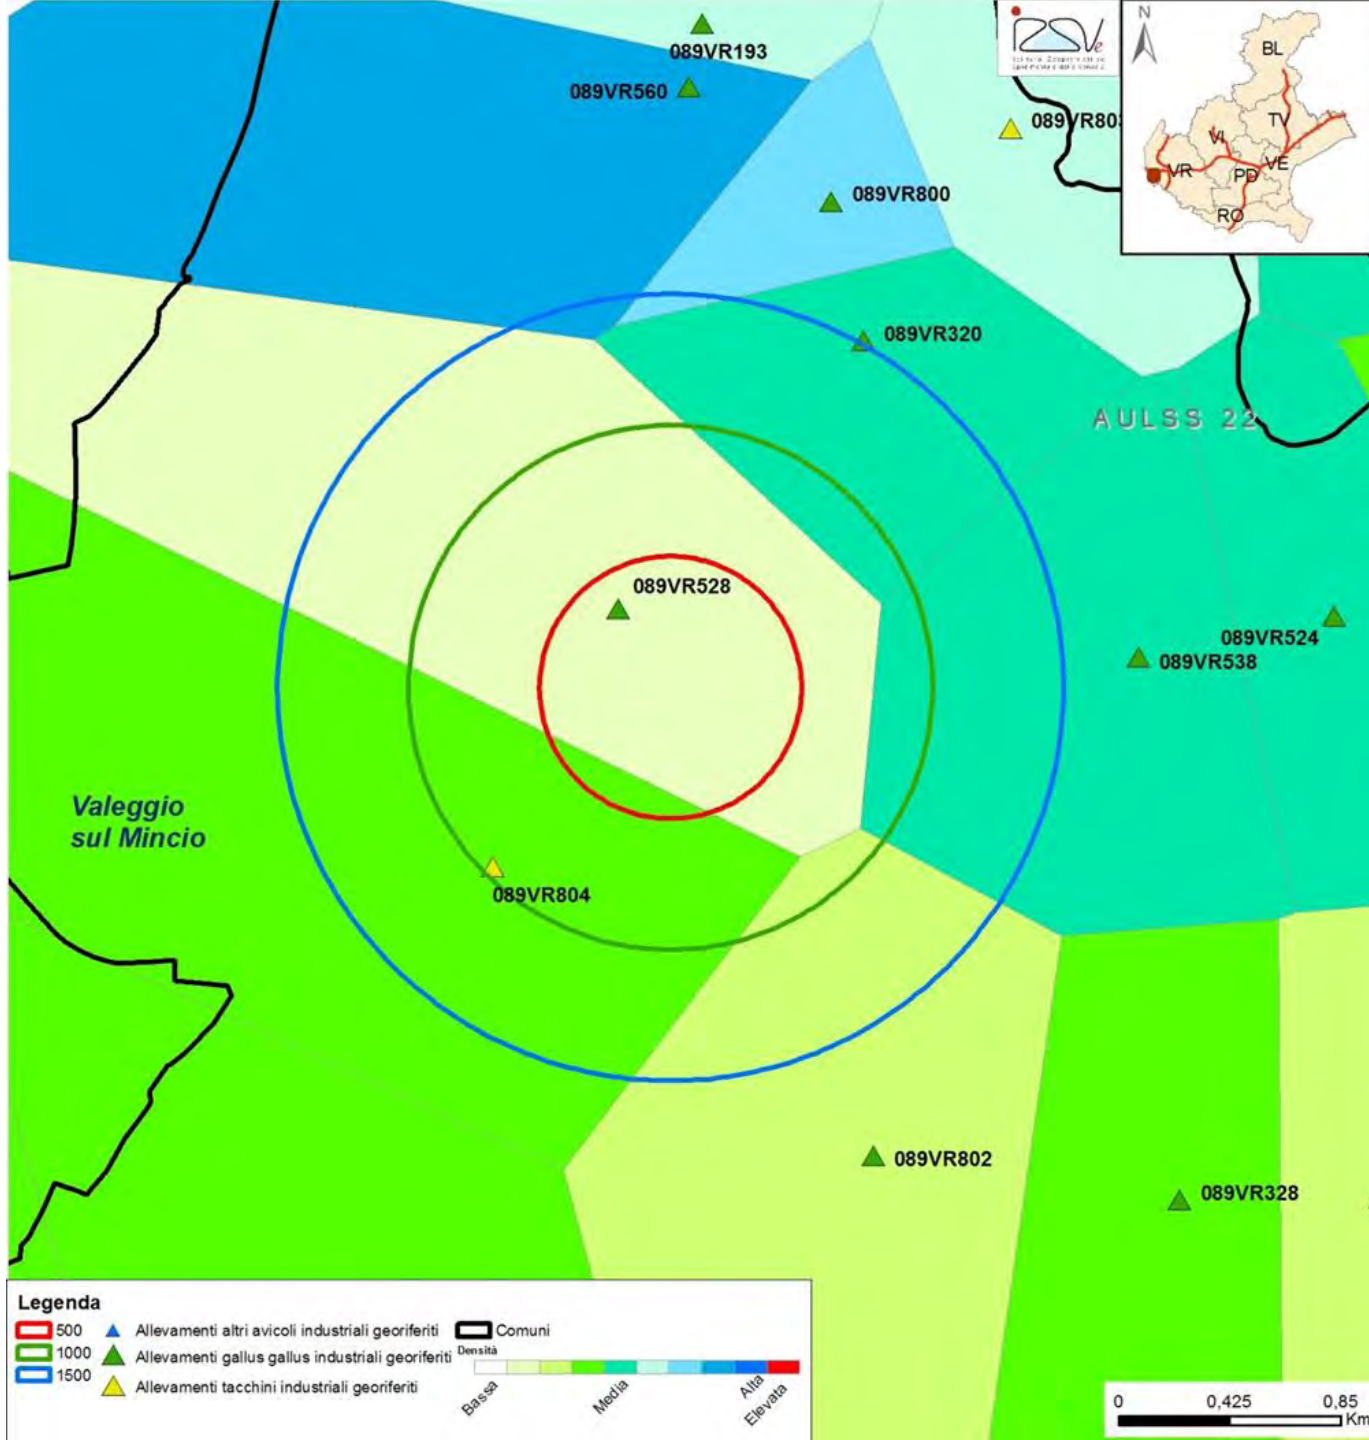 089VR193
089VR560
089VR803
089VR800
089VR320
N
BL
TV
VI
VE
VR
PD
RO
AULSS 22
089VR528
089VR524
089VR538
Valeggio
sul Mincio
089VR804
089VR802
089VR328
Legenda
500
Allevamenti altri avicoli industriali georiferiti
Comuni
1000
Allevamenti gallus gallus industriali georiferiti
Densità
1500
Allevamenti tacchini industriali georiferiti
Bassa
Media
Alta
Elevata
0 0,425 0,85
Km